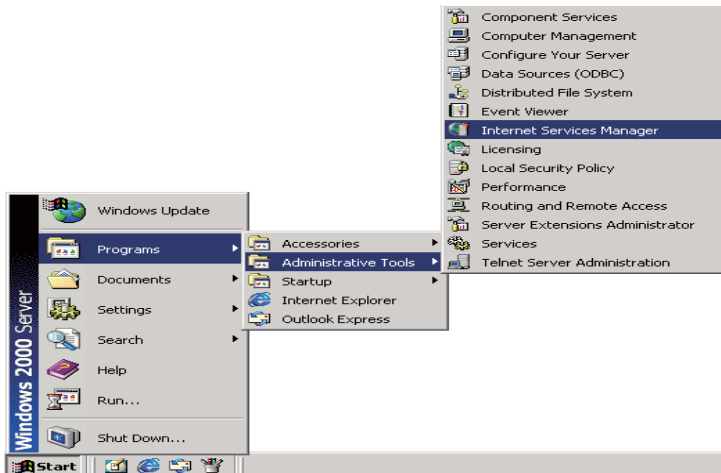 Component Services
Computer Management
Configure Your Server
Data Sources (ODBC)
Distributed File System
Event Viewer
Internet Services Manager
Licensing
Local Security Policy
Performance
Routing and Remote Access
Server Extensions Administrator
Services
Telnet Server Administration
Accessories
Administrative Tools
Startup
Internet Explorer
Outlook Express
Windows Update
Programs
Documents
Settings
Search
Help
Run...
Shut Down...
Windows 2000 Server
Start